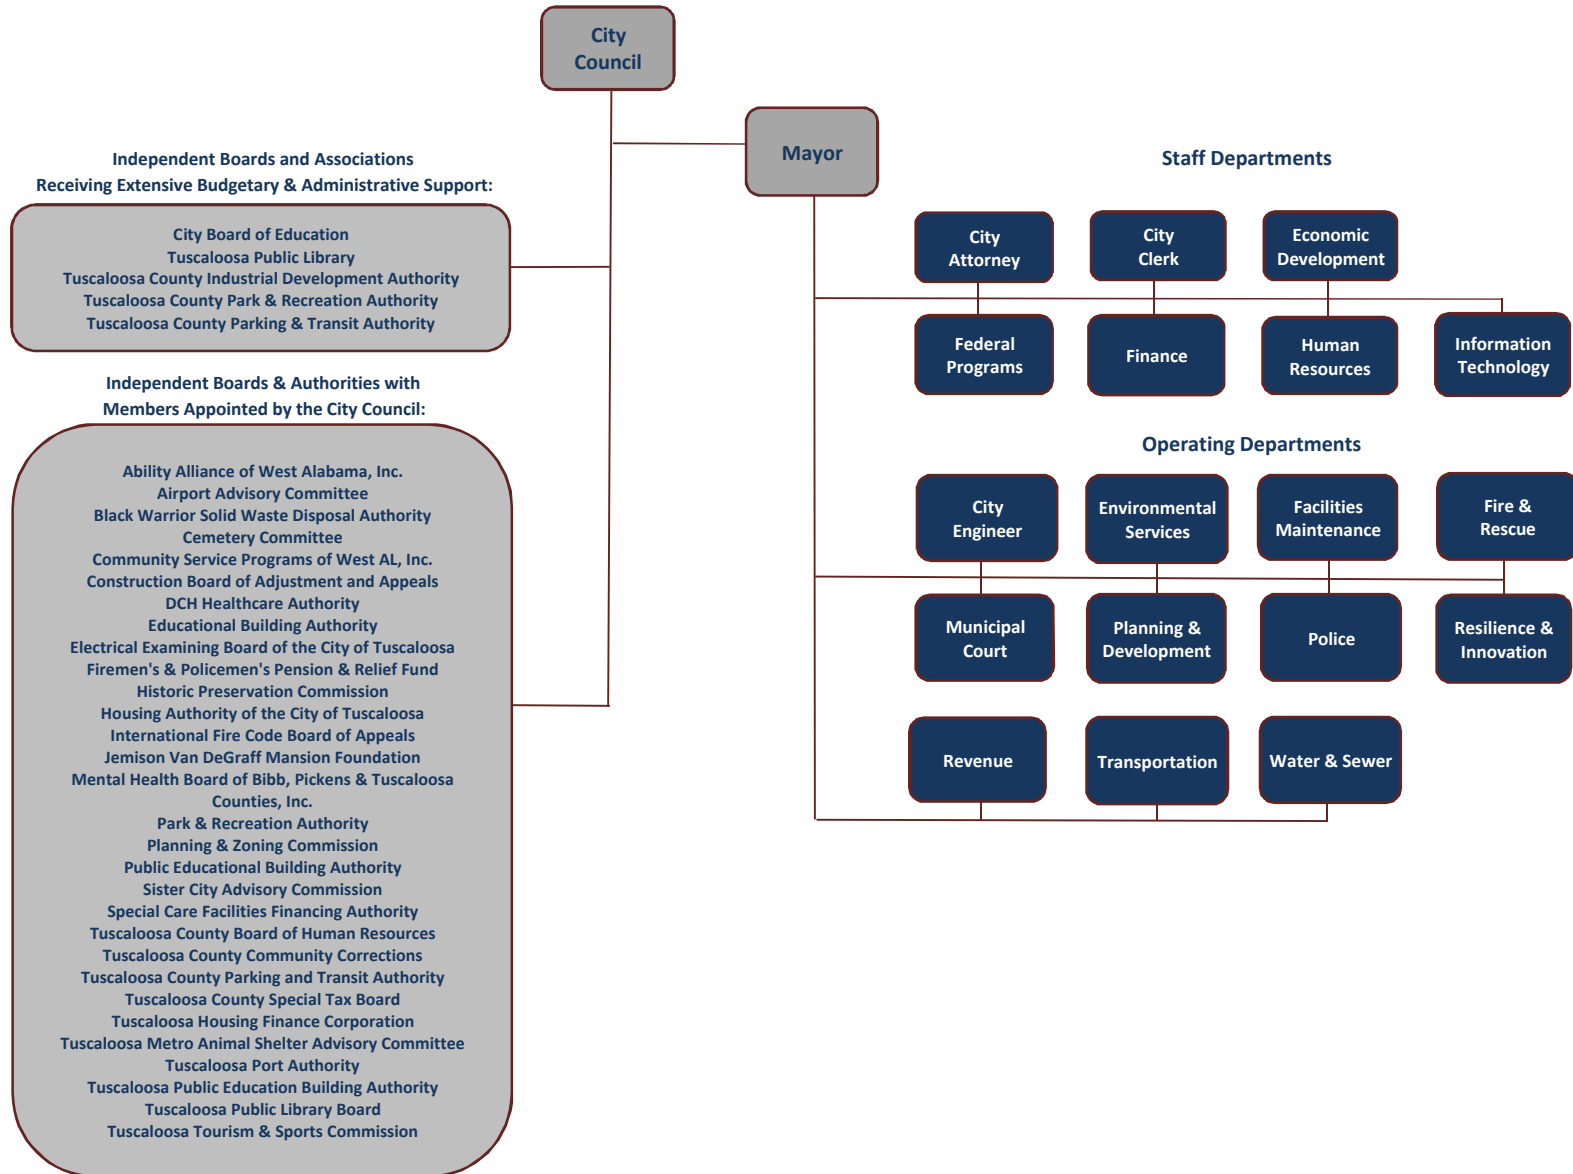 City
Council
Mayor
Independent Boards and Associations
Receiving Extensive Budgetary & Administrative Support:
City Board of Education
Tuscaloosa Public Library
Tuscaloosa County Industrial Development Authority
Tuscaloosa County Park & Recreation Authority
Tuscaloosa County Parking & Transit Authority
Independent Boards & Authorities with
Members Appointed by the City Council:
Ability Alliance of West Alabama, Inc.
Airport Advisory Committee
Black Warrior Solid Waste Disposal Authority
Cemetery Committee
Community Service Programs of West AL, Inc.
Construction Board of Adjustment and Appeals
DCH Healthcare Authority
Educational Building Authority
Electrical Examining Board of the City of Tuscaloosa
Firemen's & Policemen's Pension & Relief Fund
Historic Preservation Commission
Housing Authority of the City of Tuscaloosa
International Fire Code Board of Appeals
Jemison Van DeGraff Mansion Foundation
Mental Health Board of Bibb, Pickens & Tuscaloosa
Counties, Inc.
Park & Recreation Authority
Planning & Zoning Commission
Public Educational Building Authority
Sister City Advisory Commission
Special Care Facilities Financing Authority
Tuscaloosa County Board of Human Resources
Tuscaloosa County Community Corrections
Tuscaloosa County Parking and Transit Authority
Tuscaloosa County Special Tax Board
Tuscaloosa Housing Finance Corporation
Tuscaloosa Metro Animal Shelter Advisory Committee
Tuscaloosa Port Authority
Tuscaloosa Public Education Building Authority
Tuscaloosa Public Library Board
Tuscaloosa Tourism & Sports Commission
Staff Departments
City
Attorney
City
Clerk
Economic
Development
Federal
Programs
Finance
Human
Resources
Information
Technology
Operating Departments
City
Engineer
Environmental
Services
Facilities
Maintenance
Fire &
Rescue
Municipal
Court
Planning &
Development
Police
Resilience &
Innovation
Revenue
Transportation
Water & Sewer